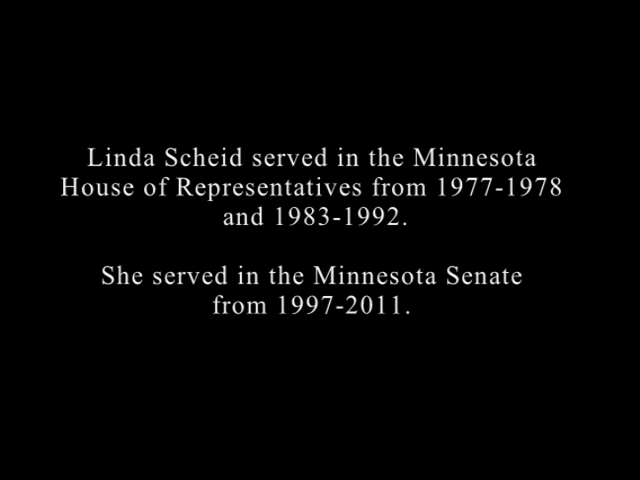 Linda Scheid served in the Minnesota
House of Representatives from 1977-1978
and 1983-1992.
She served in the Minnesota Senate
from 1997-2011.